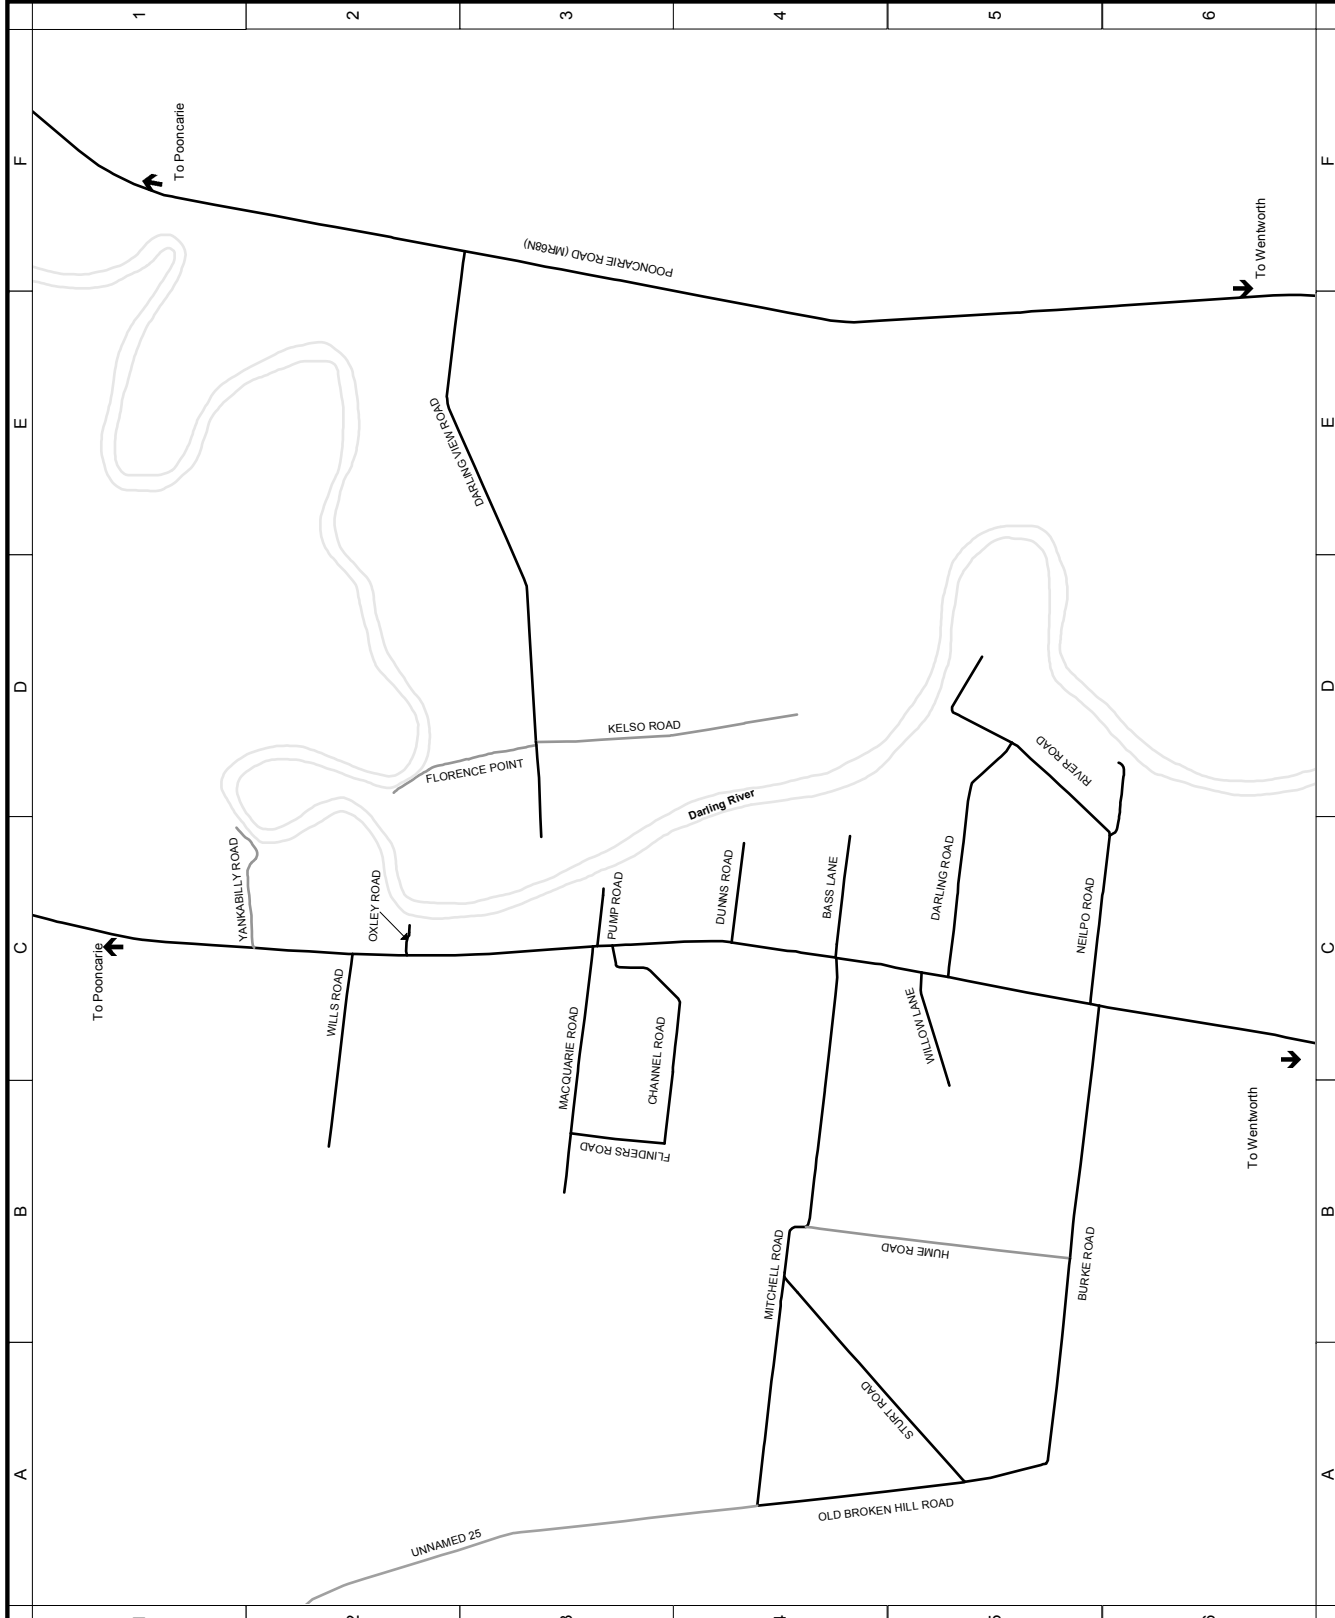 1
2
3
4
5
6
F
F
To Pooncarie
To Wentworth
POONCARIE ROAD (MR68N)
E
E
DARLING VIEW ROAD
D
D
KELSO ROAD
FLORENCE POINT
RIVER ROAD
Darling River
YANKABILLY ROAD
OXLEY ROAD
PUMP ROAD
DUNNS ROAD
BASS LANE
DARLING ROAD
NEILPO ROAD
C
C
To Pooncarie
WILLS ROAD
MACQUARIE ROAD
CHANNEL ROAD
WILLOW LANE
FLINDERS ROAD
To Wentworth
B
B
MITCHELL ROAD
HUME ROAD
BURKE ROAD
STURT ROAD
A
A
OLD BROKEN HILL ROAD
UNNAMED 25